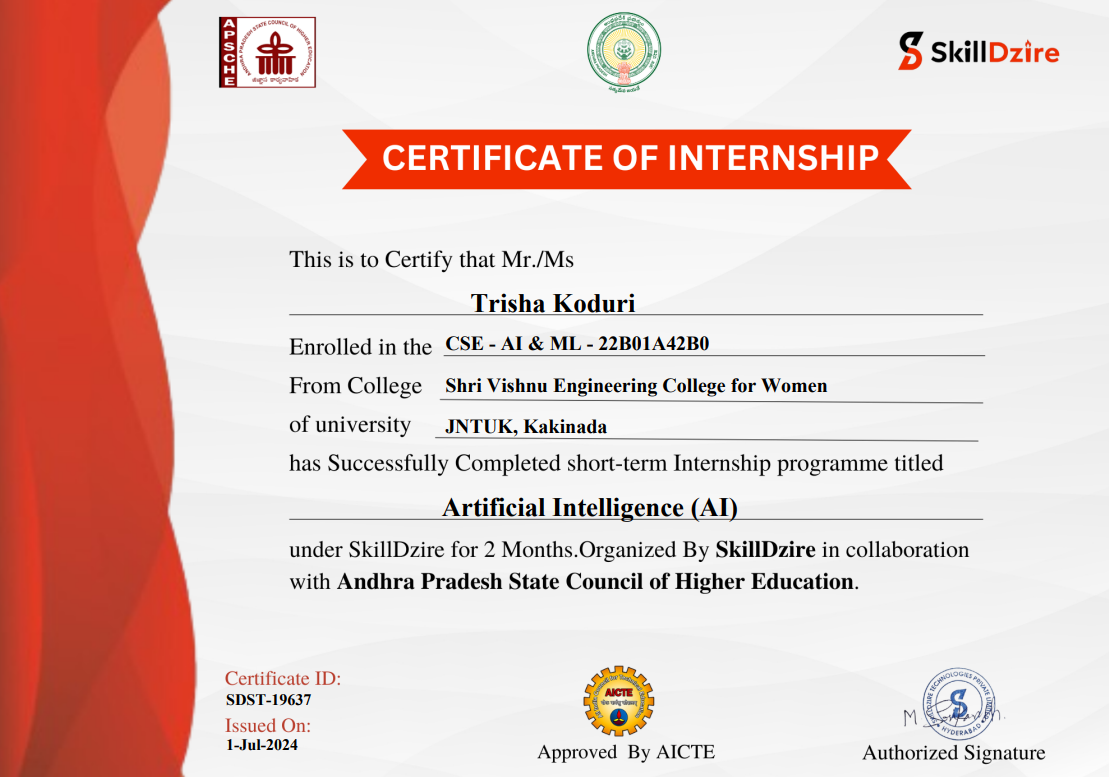 APSCHE
ANDHRA PRADESH STATE COUNCIL OF HIGHER EDUCATION
SkillDzire
CERTIFICATE OF INTERNSHIP
This is to Certify that Mr./Ms
Trisha Koduri
Enrolled in the CSE - AI & ML - 22B01A42B0
From College Shri Vishnu Engineering College for Women
of university JNTUK, Kakinada
has Successfully Completed short-term Internship programme titled
Artificial Intelligence (AI)
under SkillDzire for 2 Months.Organized By SkillDzire in collaboration
with Andhra Pradesh State Council of Higher Education.
Certificate ID:
SDST-19637
Issued On:
1-Jul-2024
AICTE
Approved By AICTE
SKILLDZIRE TECHNOLOGIES PRIVATE LIMITED
HYDERABAD
Authorized Signature